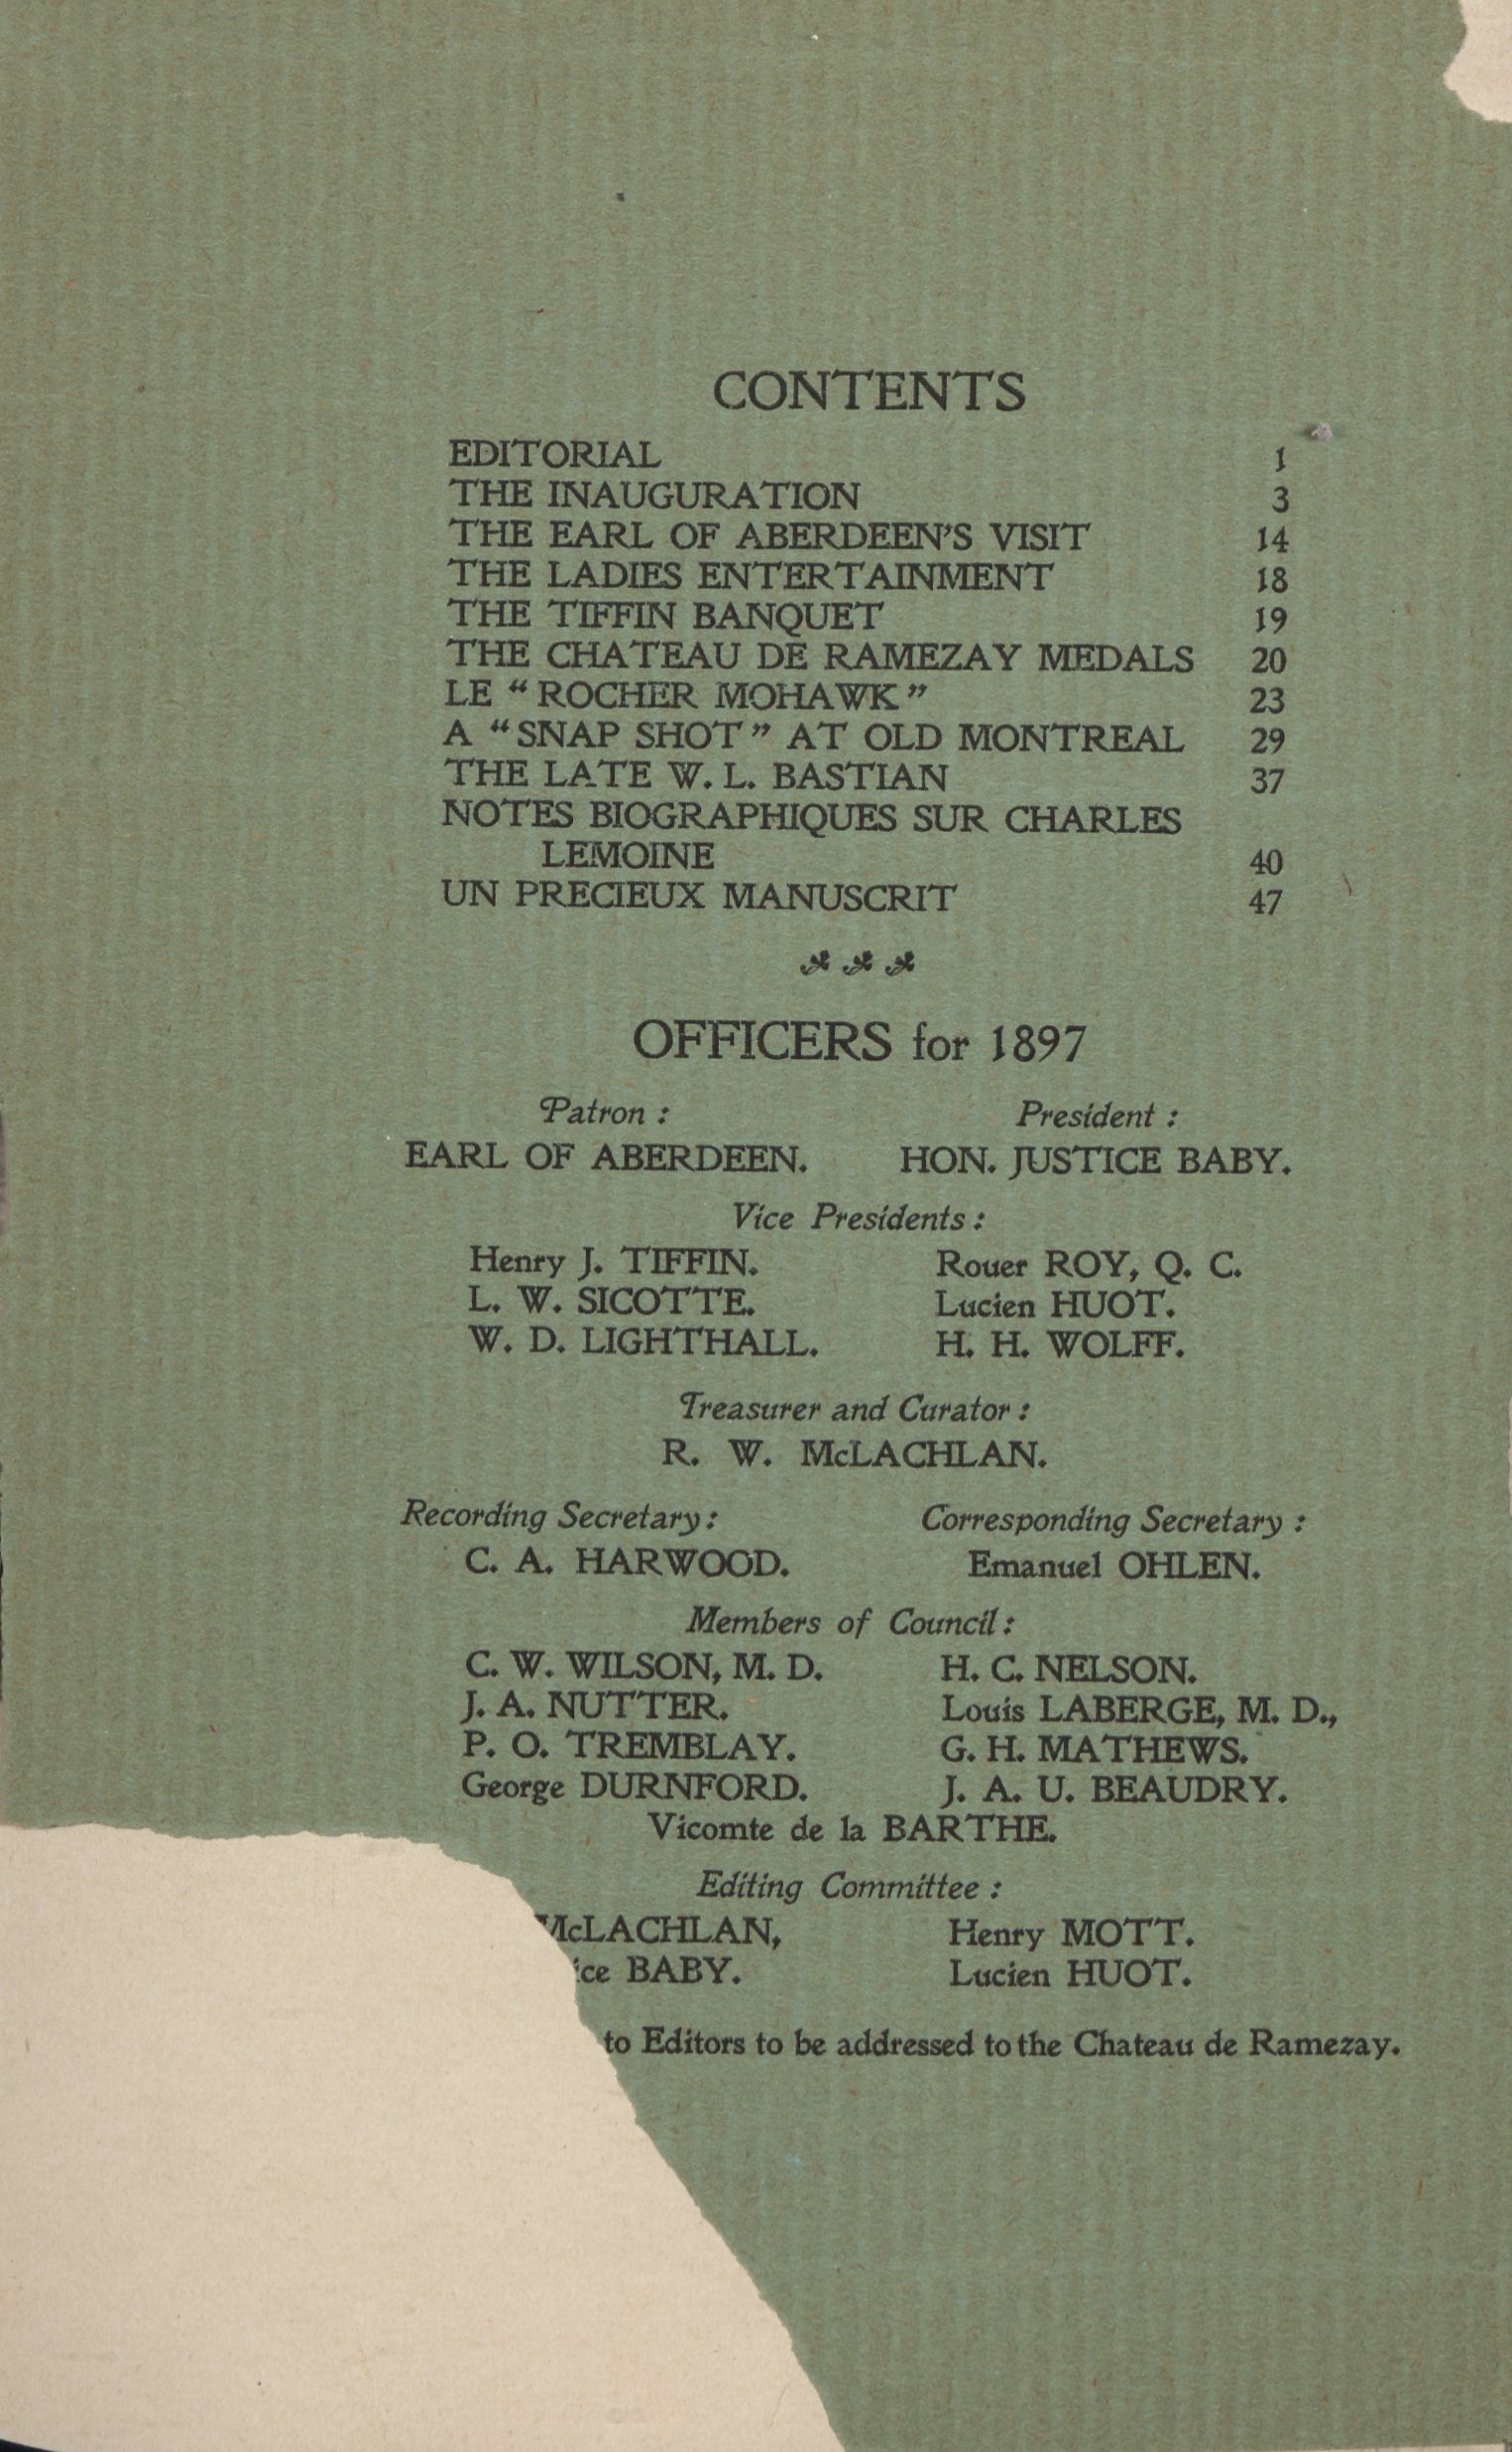 CONTENTS
EDITORIAL 1
THE INAUGURATION 3
THE EARL OF ABERDEEN'S VISIT 14
THE LADIES ENTERTAINMENT 18
THE TIFFIN BANQUET 19
THE CHATEAU DE RAMEZAY MEDALS 20
LE "ROCHER MOHAWK" 23
A "SNAP SHOT" AT OLD MONTREAL 29
THE LATE W. L. BASTIAN 37
NOTES BIOGRAPHIQUES SUR CHARLES
LEMOINE 40
UN PRECIEUX MANUSCRIT 47
OFFICERS for 1897
Patron : President :
EARL OF ABERDEEN. HON. JUSTICE BABY.
Vice Presidents :
Henry J. TIFFIN. Rouer ROY, Q. C.
L. W. SICOTTE. Lucien HUOT.
W. D. LIGHTHALL. H. H. WOLFF.
Treasurer and Curator :
R. W. McLACHLAN.
Recording Secretary : Corresponding Secretary :
C. A. HARWOOD. Emanuel OHLEN.
Members of Council :
C. W. WILSON, M. D. H. C. NELSON.
J. A. NUTTER. Louis LABERGE, M. D.,
P. O. TREMBLAY. G. H. MATHEWS.
George DURNFORD. J. A. U. BEAUDRY.
Vicomte de la BARTHE.
Editing Committee :
McLACHLAN, Henry MOTT.
ice BABY. Lucien HUOT.
to Editors to be addressed to the Chateau de Ramezay.